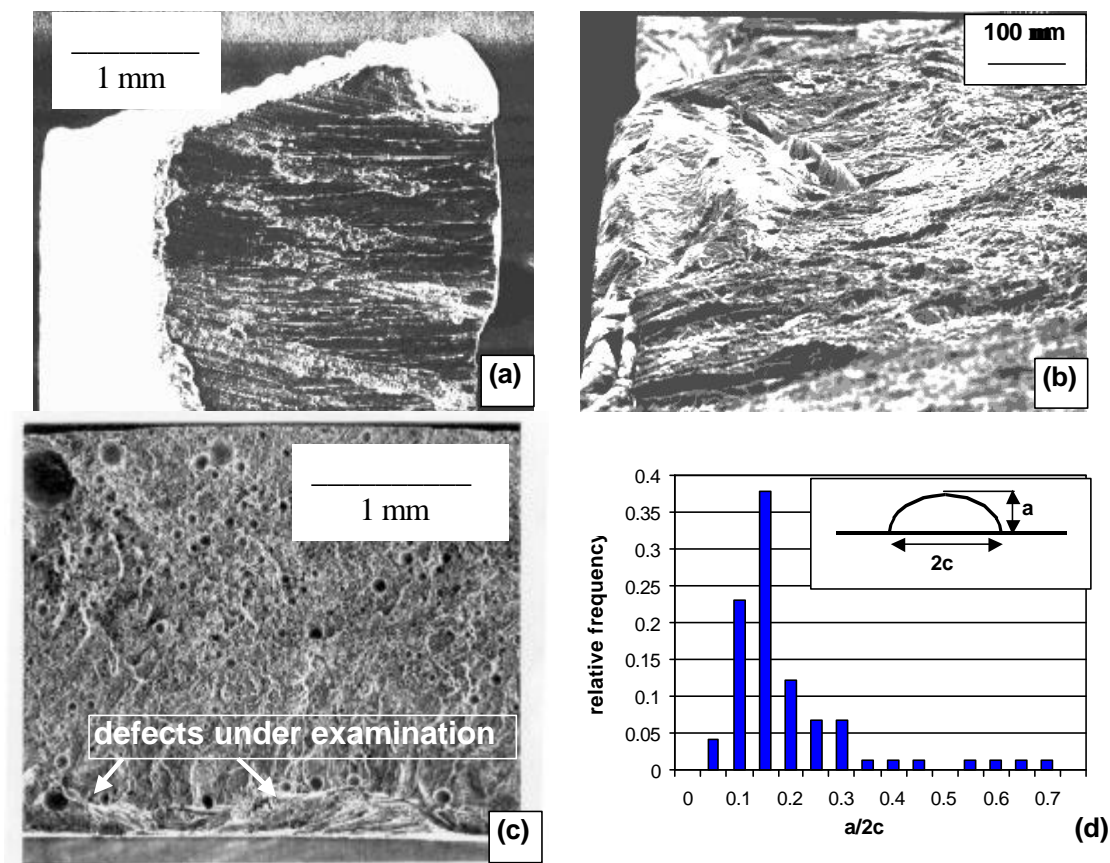 1 mm
(a)
100 mm
(b)
1 mm
defects under examination
(c)
0.4
0.35
0.3
0.25
0.2
0.15
0.1
0.05
0
relative frequency
0 0.1 0.2 0.3 0.4 0.5 0.6 0.7
a/2c
a
2c
(d)